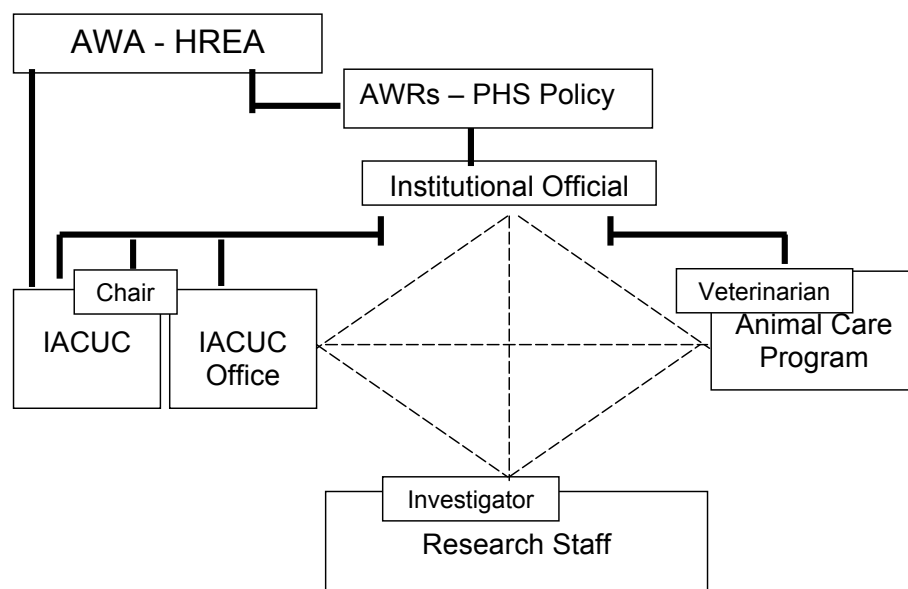 AWA - HREA
AWRs – PHS Policy
Institutional Official
Chair
IACUC
IACUC
Office
Veterinarian
Animal Care
Program
Investigator
Research Staff